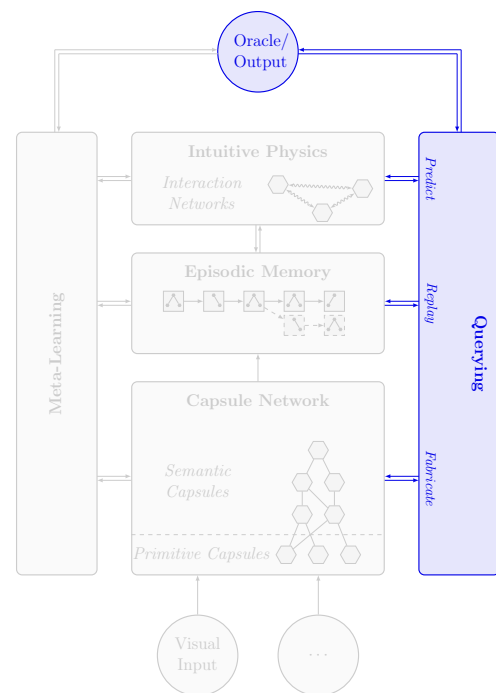 Oracle/
Output
Intuitive Physics
Interaction
Networks
Predict
Episodic Memory
Replay
Meta-Learning
Querying
Capsule Network
Semantic
Capsules
Fabricate
Primitive Capsules
Visual
Input
...